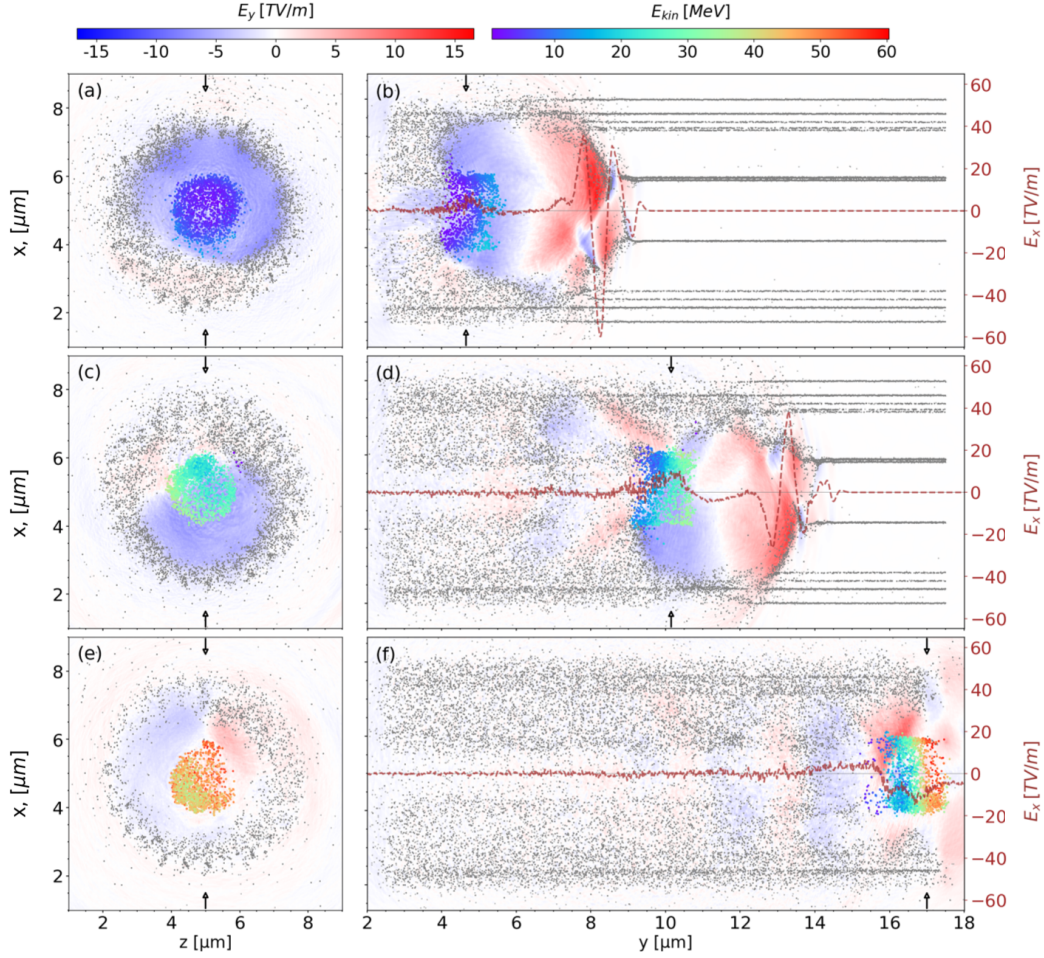 E_y [TV/m]
E_kin [MeV]
-15 -10 -5 0 5 10 15
10 20 30 40 50 60
(a)
(b)
8
6
4
2
x, [µm]
60
40
20
0
−20
−40
−60
E_x [TV/m]
(c)
(d)
8
6
4
2
x, [µm]
60
40
20
0
−20
−40
−60
E_x [TV/m]
(e)
(f)
8
6
4
2
x, [µm]
60
40
20
0
−20
−40
−60
E_x [TV/m]
2 4 6 8
2 4 6 8 10 12 14 16 18
z [µm]
y [µm]